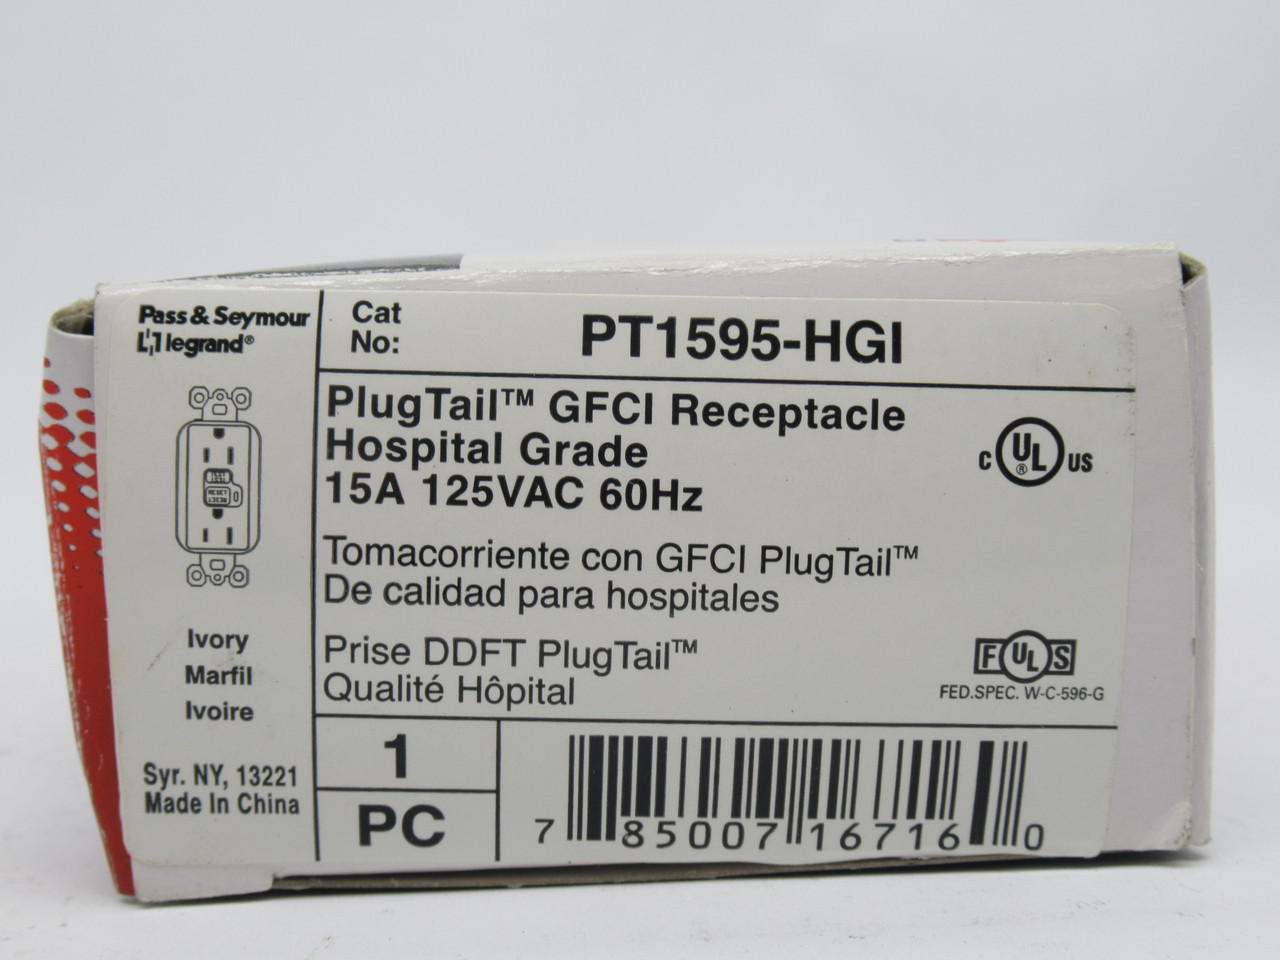 Pass & Seymour
legrand®
Cat
No:
PT1595-HGI
PlugTail™ GFCI Receptacle
Hospital Grade
15A 125VAC 60Hz
C UL® US
Tomacorriente con GFCI PlugTail™
De calidad para hospitales
Prise DDFT PlugTail™
Qualité Hôpital
F UL S
FED.SPEC. W-C-596-G
RESET
Ivory
Marfil
Ivoire
Syr. NY, 13221
Made In China
1
PC
7 85007 16716 0